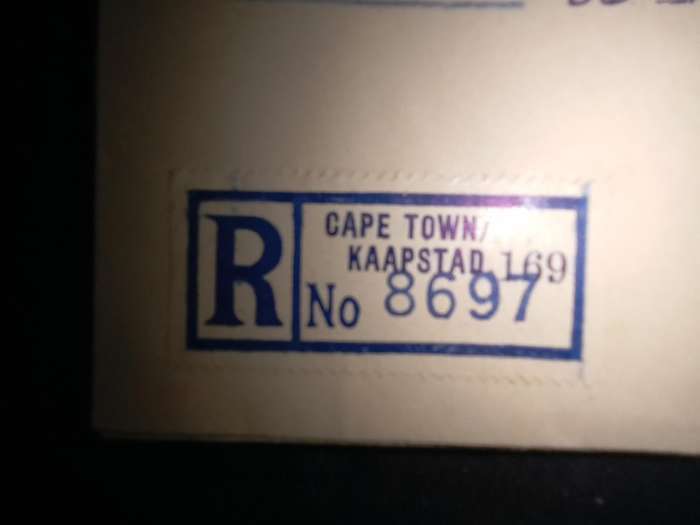 R
CAPE TOWN/
KAAPSTAD 169
No 8697